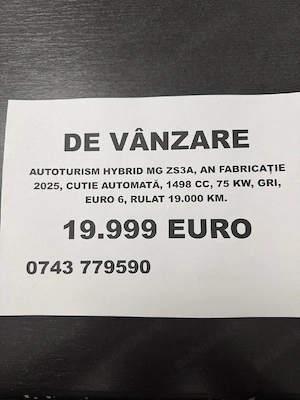 DE VÂNZARE
AUTOTURISM HYBRID MG ZS3A, AN FABRICAȚIE
2025, CUTIE AUTOMATĂ, 1498 CC, 75 KW, GRI,
EURO 6, RULAT 19.000 KM.
19.999 EURO
0743 779590